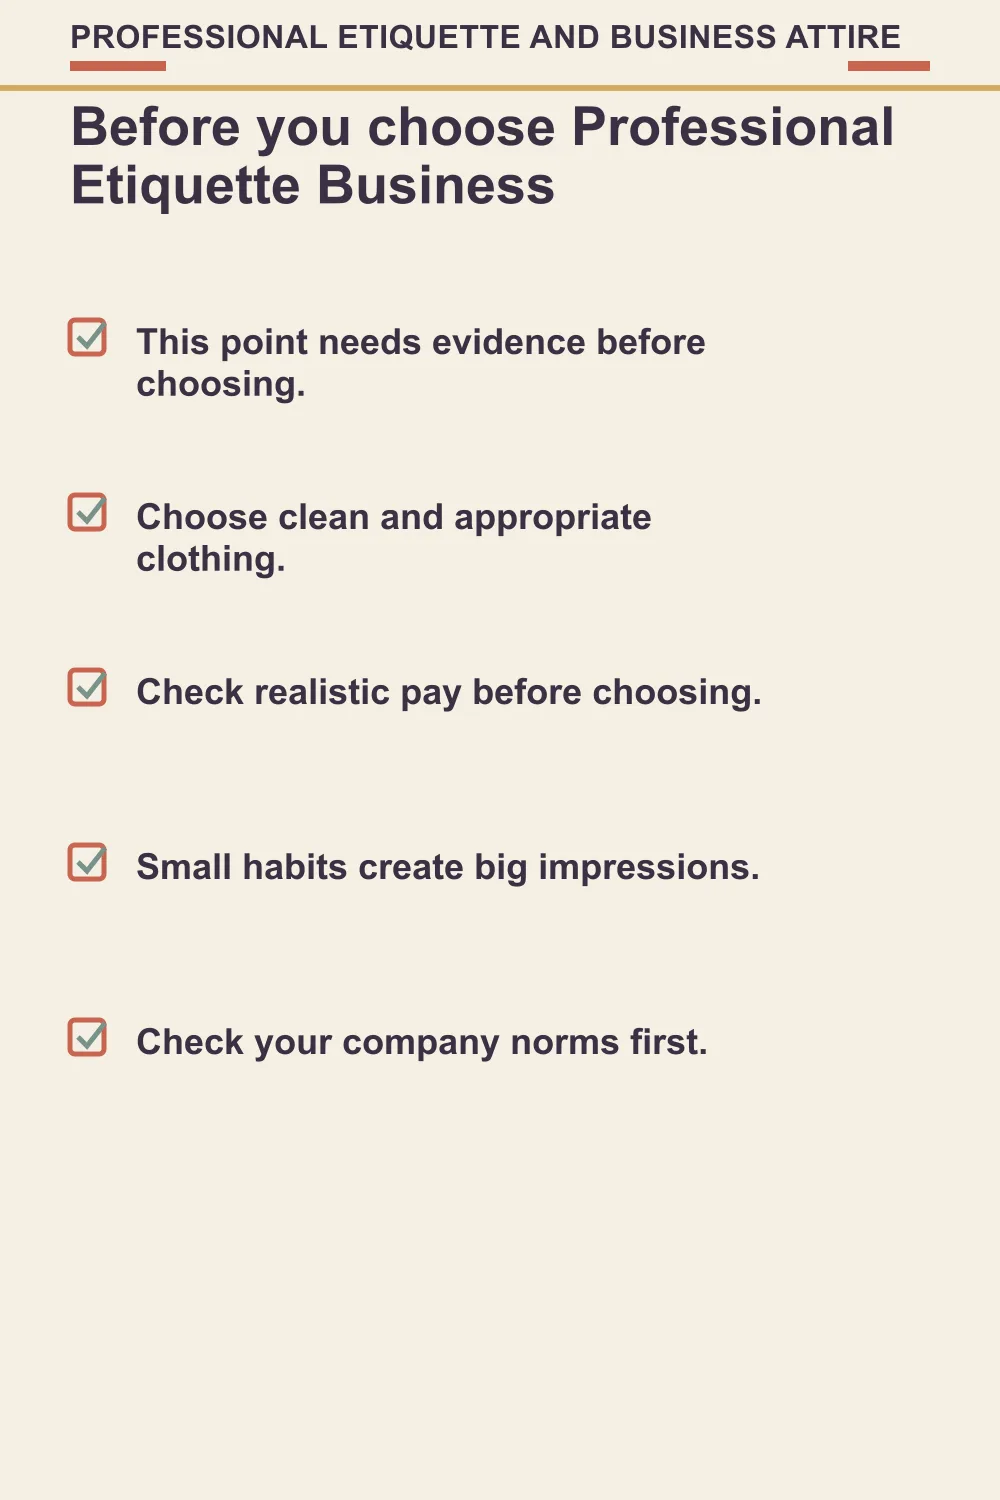 PROFESSIONAL ETIQUETTE AND BUSINESS ATTIRE
Before you choose Professional
Etiquette Business
This point needs evidence before
choosing.
Choose clean and appropriate
clothing.
Check realistic pay before choosing.
Small habits create big impressions.
Check your company norms first.